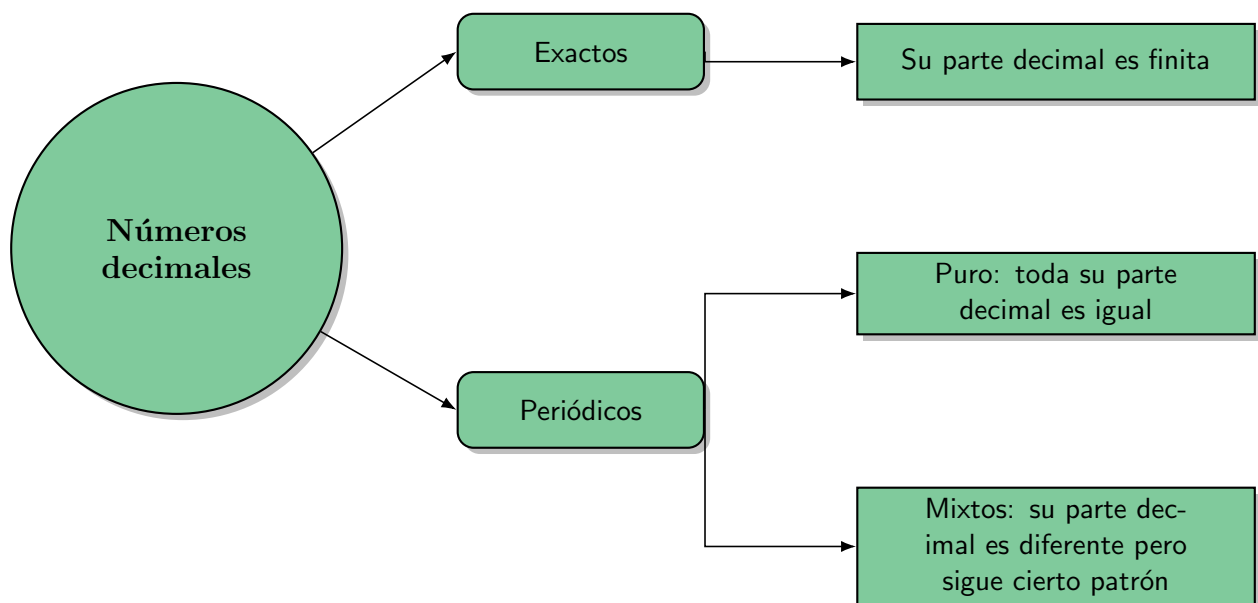 Números
decimales
Exactos
Su parte decimal es finita
Periódicos
Puro: toda su parte
decimal es igual
Mixtos: su parte dec-
imal es diferente pero
sigue cierto patrón